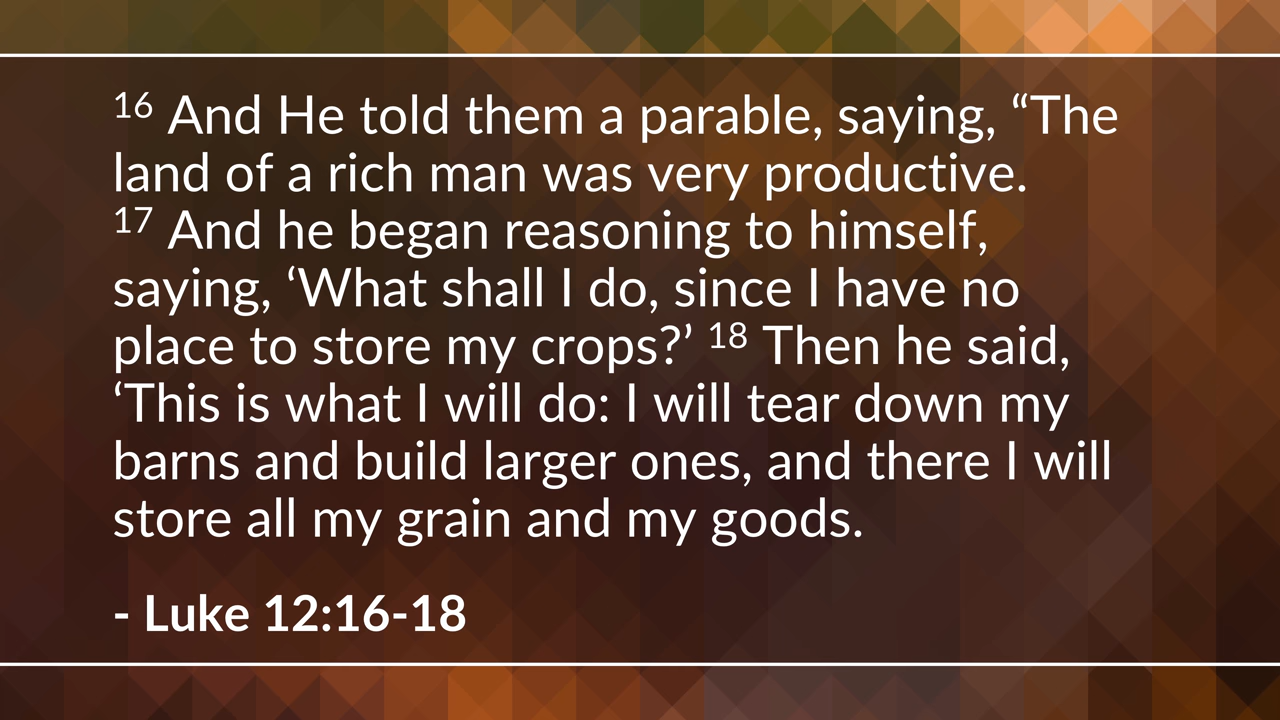 16 And He told them a parable, saying, “The
land of a rich man was very productive.
17 And he began reasoning to himself,
saying, ‘What shall I do, since I have no
place to store my crops?’ 18 Then he said,
‘This is what I will do: I will tear down my
barns and build larger ones, and there I will
store all my grain and my goods.
- Luke 12:16-18